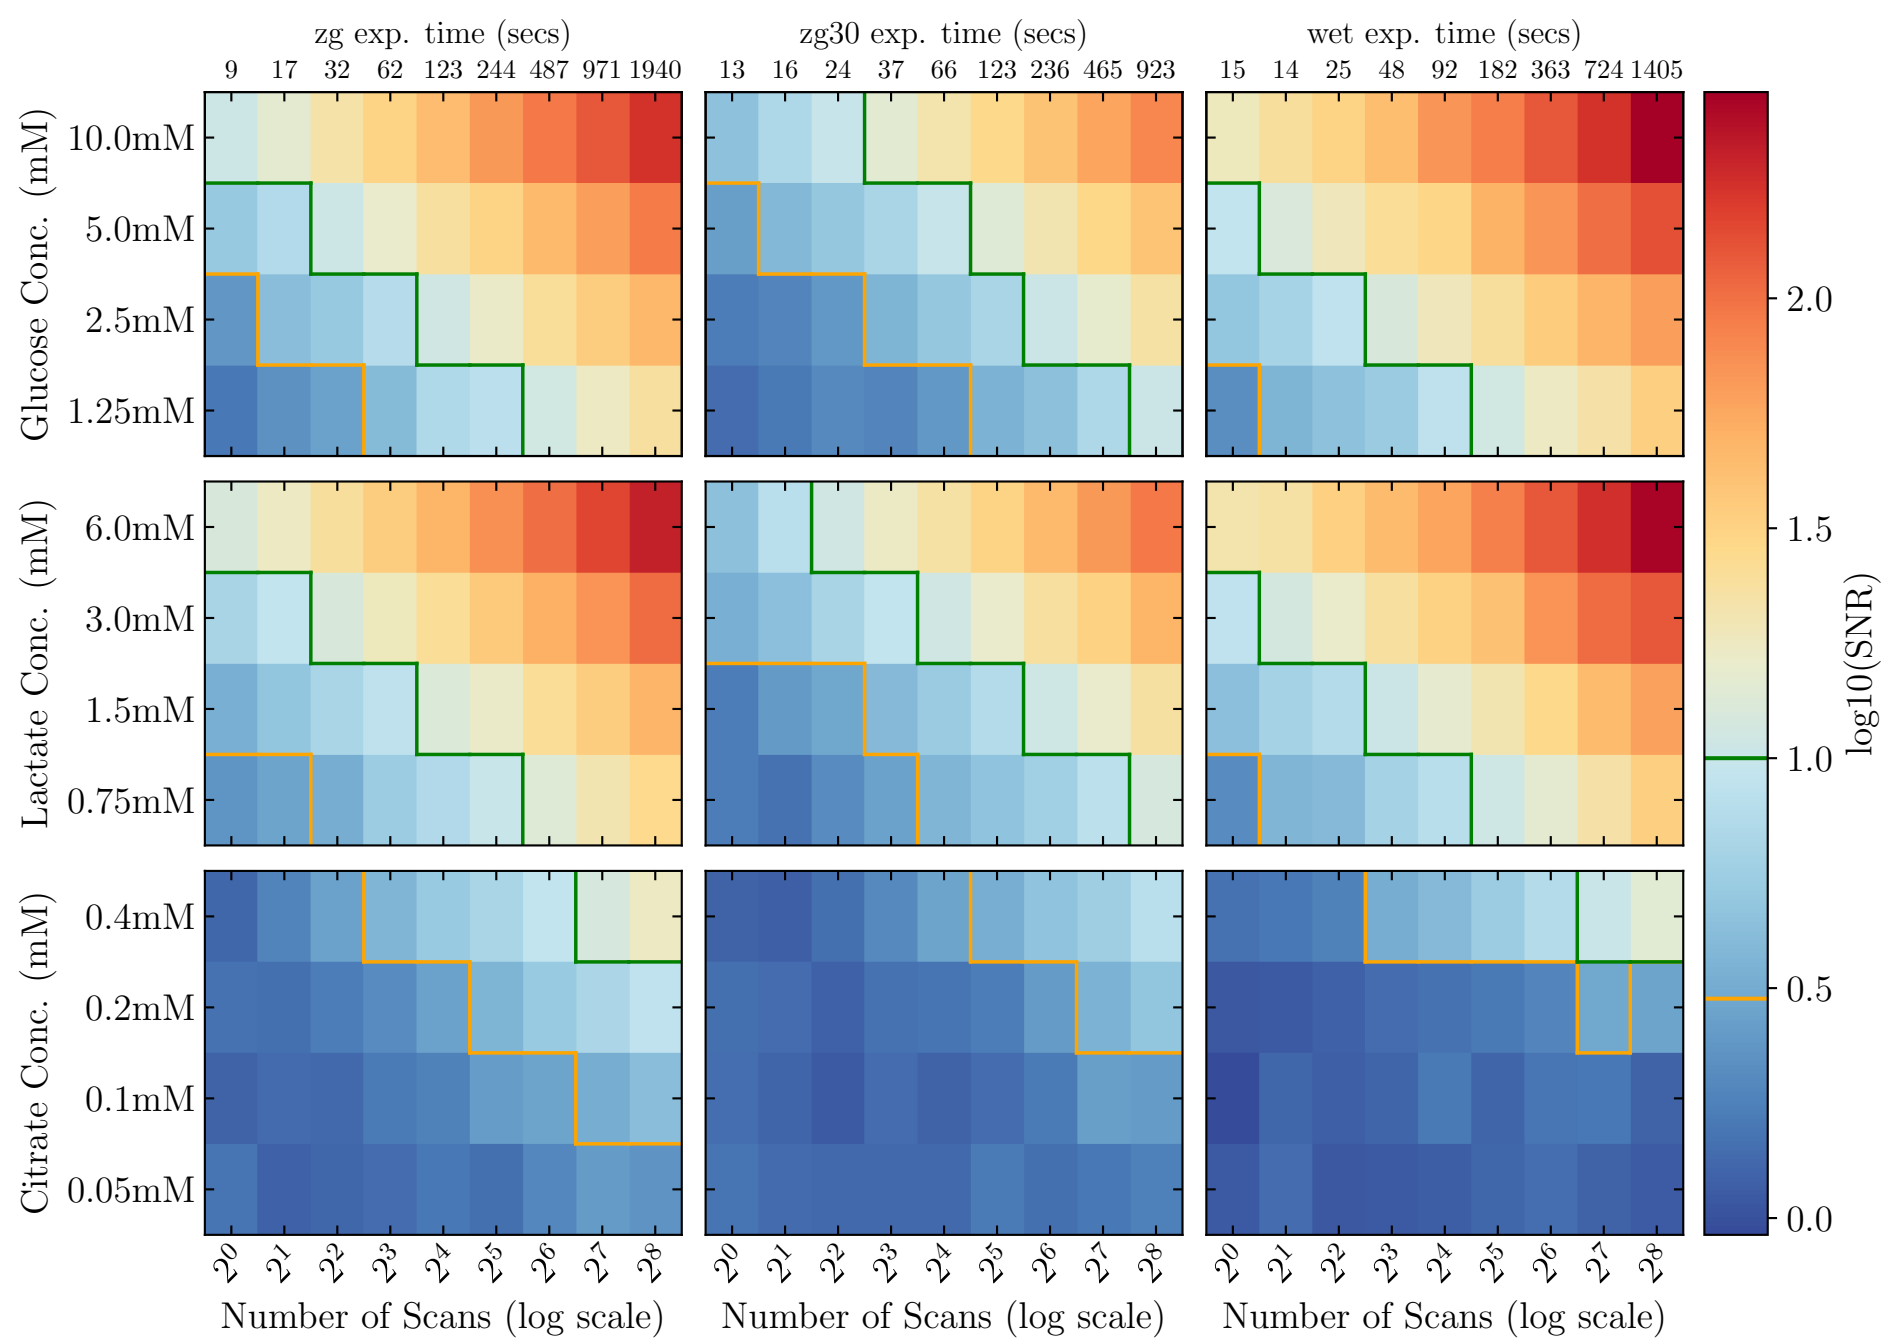 zg exp. time (secs) zg30 exp. time (secs) wet exp. time (secs)
9 17 32 62 123 244 487 971 1940 13 16 24 37 66 123 236 465 923 15 14 25 48 92 182 363 724 1405
Glucose Conc. (mM)
10.0mM
5.0mM
2.5mM
1.25mM
Lactate Conc. (mM)
6.0mM
3.0mM
1.5mM
0.75mM
Citrate Conc. (mM)
0.4mM
0.2mM
0.1mM
0.05mM
2^0 2^1 2^2 2^3 2^4 2^5 2^6 2^7 2^8 2^0 2^1 2^2 2^3 2^4 2^5 2^6 2^7 2^8 2^0 2^1 2^2 2^3 2^4 2^5 2^6 2^7 2^8
Number of Scans (log scale) Number of Scans (log scale) Number of Scans (log scale)
2.0
1.5
1.0
0.5
0.0
log10(SNR)